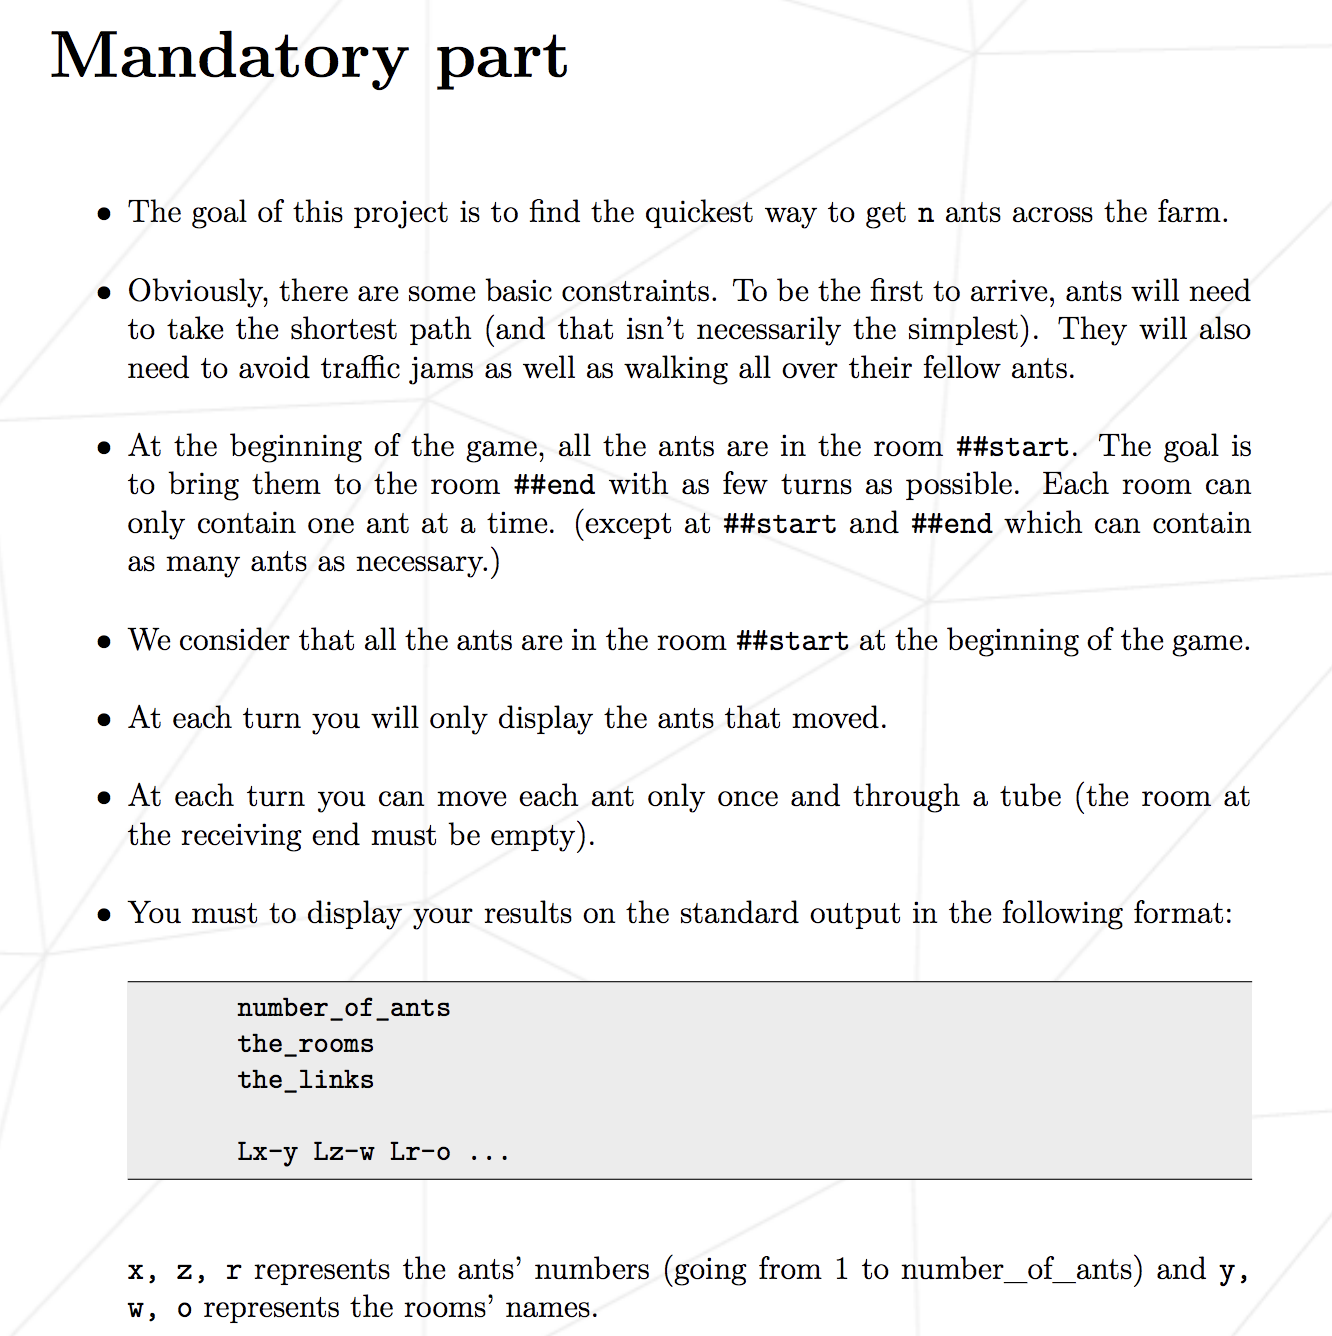 Mandatory part
• The goal of this project is to find the quickest way to get n ants across the farm.
• Obviously, there are some basic constraints. To be the first to arrive, ants will need
to take the shortest path (and that isn't necessarily the simplest). They will also
need to avoid traffic jams as well as walking all over their fellow ants.
• At the beginning of the game, all the ants are in the room ##start. The goal is
to bring them to the room ##end with as few turns as possible. Each room can
only contain one ant at a time. (except at ##start and ##end which can contain
as many ants as necessary.)
• We consider that all the ants are in the room ##start at the beginning of the game.
• At each turn you will only display the ants that moved.
• At each turn you can move each ant only once and through a tube (the room at
the receiving end must be empty).
• You must to display your results on the standard output in the following format:
number_of_ants
the_rooms
the_links
Lx-y Lz-w Lr-o ...
x, z, r represents the ants' numbers (going from 1 to number_of_ants) and y,
w, o represents the rooms' names.